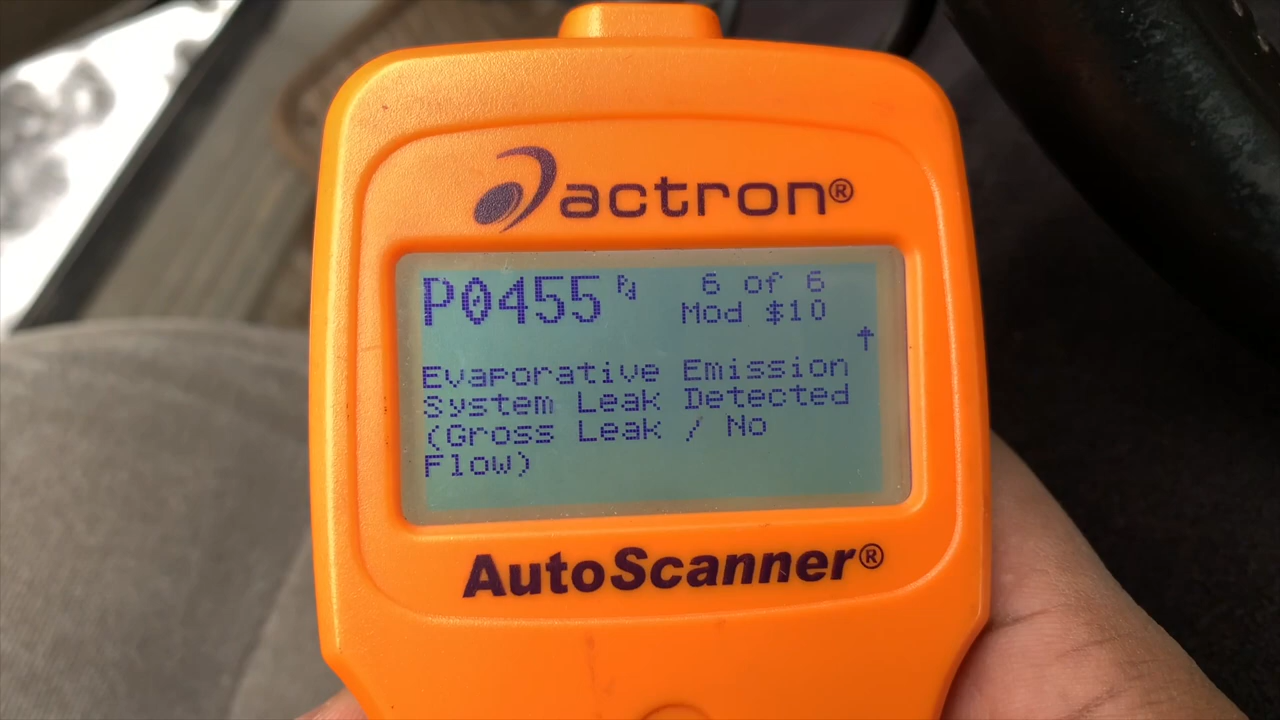 actron®
P0455 6 of 6
Mod $10
Evaporative Emission
System Leak Detected
(Gross Leak / No
Flow)
AutoScanner®